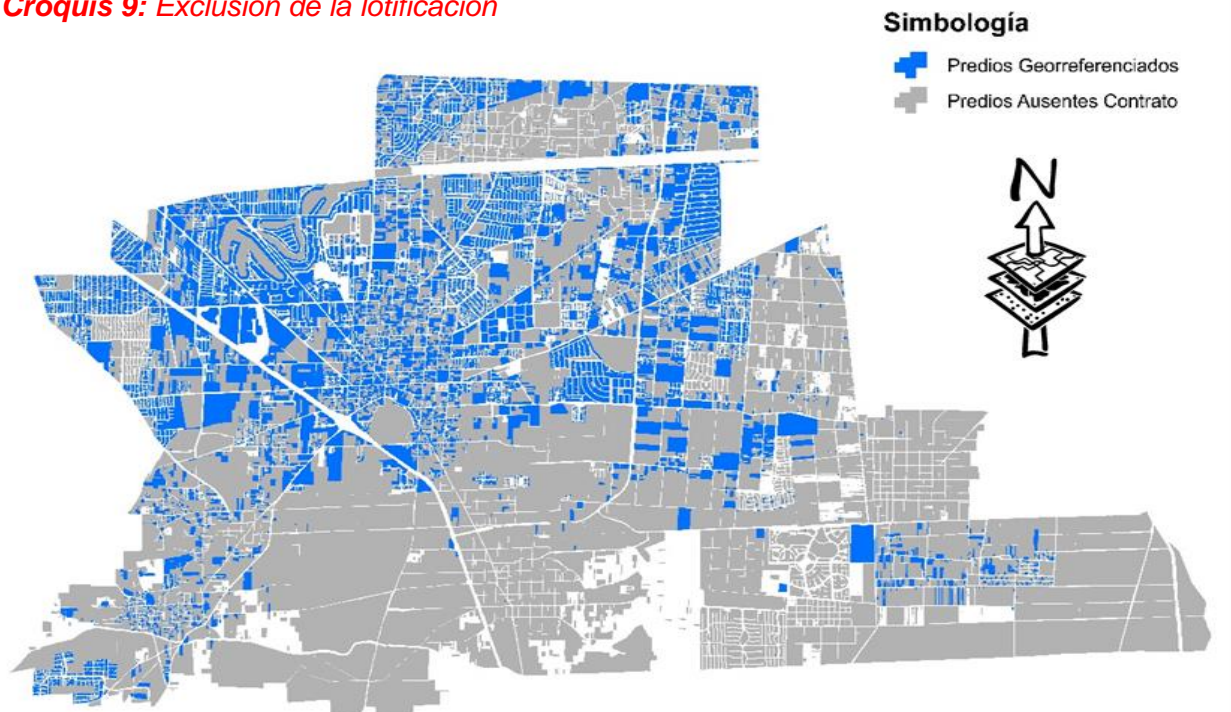 Croquis 9: Exclusión de la lotificación
Simbología
Predios Georreferenciados
Predios Ausentes Contrato
N